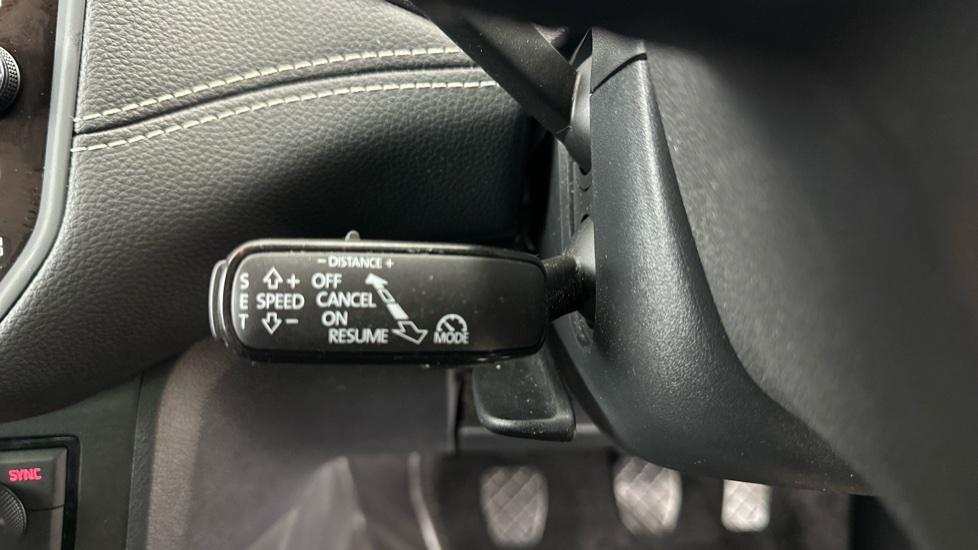 - DISTANCE +
S E T
+ OFF
SPEED CANCEL
- ON
RESUME MODE
SYNC